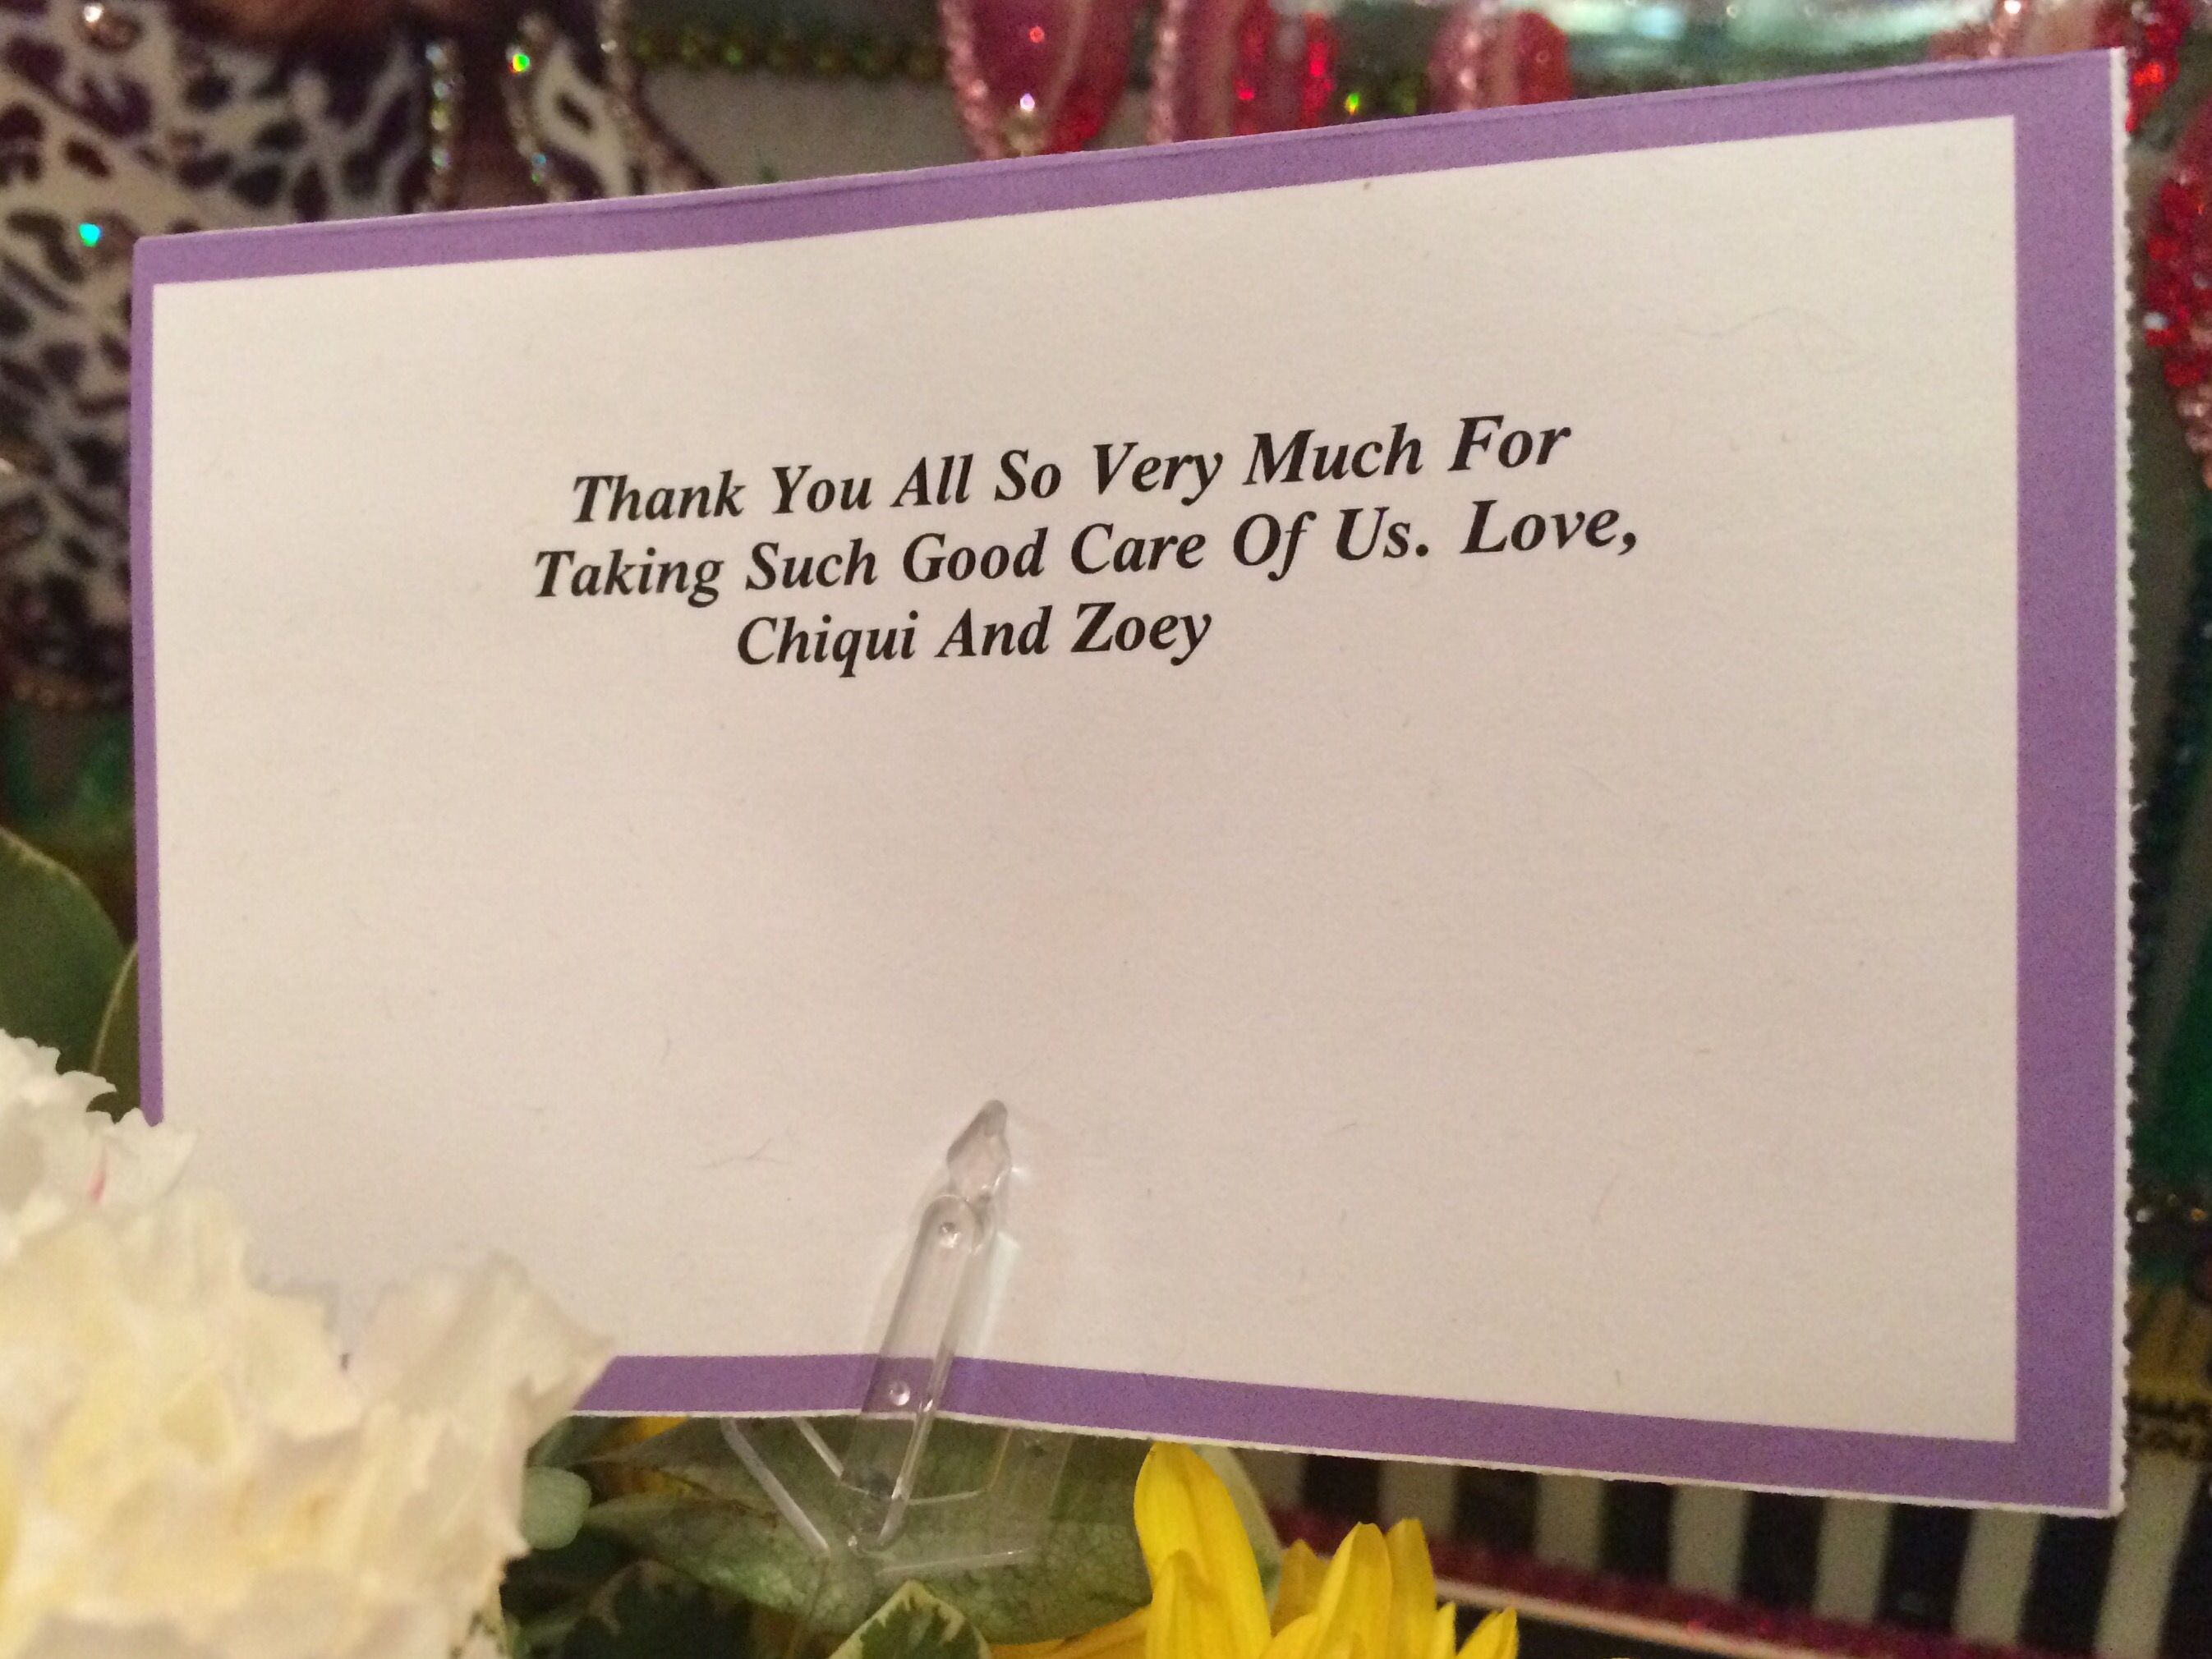 Thank You All So Very Much For
Taking Such Good Care Of Us. Love,
Chiqui And Zoey